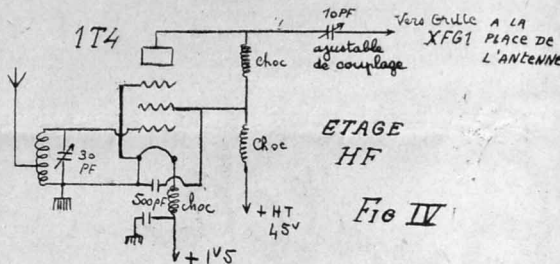 1T4
10PF
ajustable
de couplage
Vers Grille A LA
XFG1 PLACE DE
L'ANTENNE
choc
choc
30
PF
500PF
choc
+ HT
45V
+ 1V5
ETAGE
HF
FIG IV